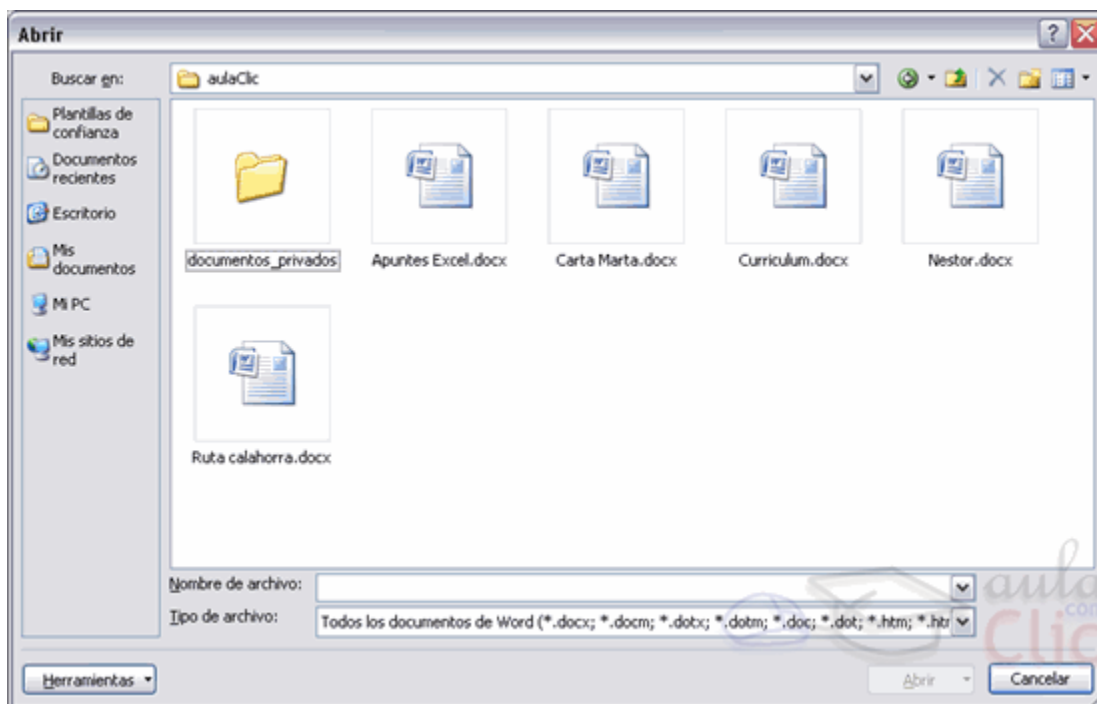 Abrir
Buscar en:
aulaClic
Plantillas de
confianza
Documentos
recientes
Escritorio
Mis
documentos
Mi PC
Mis sitios de
red
documentos_privados
Apuntes Excel.docx
Carta Marta.docx
Curriculum.docx
Nestor.docx
Ruta calahorra.docx
Nombre de archivo:
Tipo de archivo:
Todos los documentos de Word (*.docx; *.docm; *.dotx; *.dotm; *.doc; *.dot; *.htm; *.htr
Herramientas
Abrir
Cancelar
aula
.com
Clic